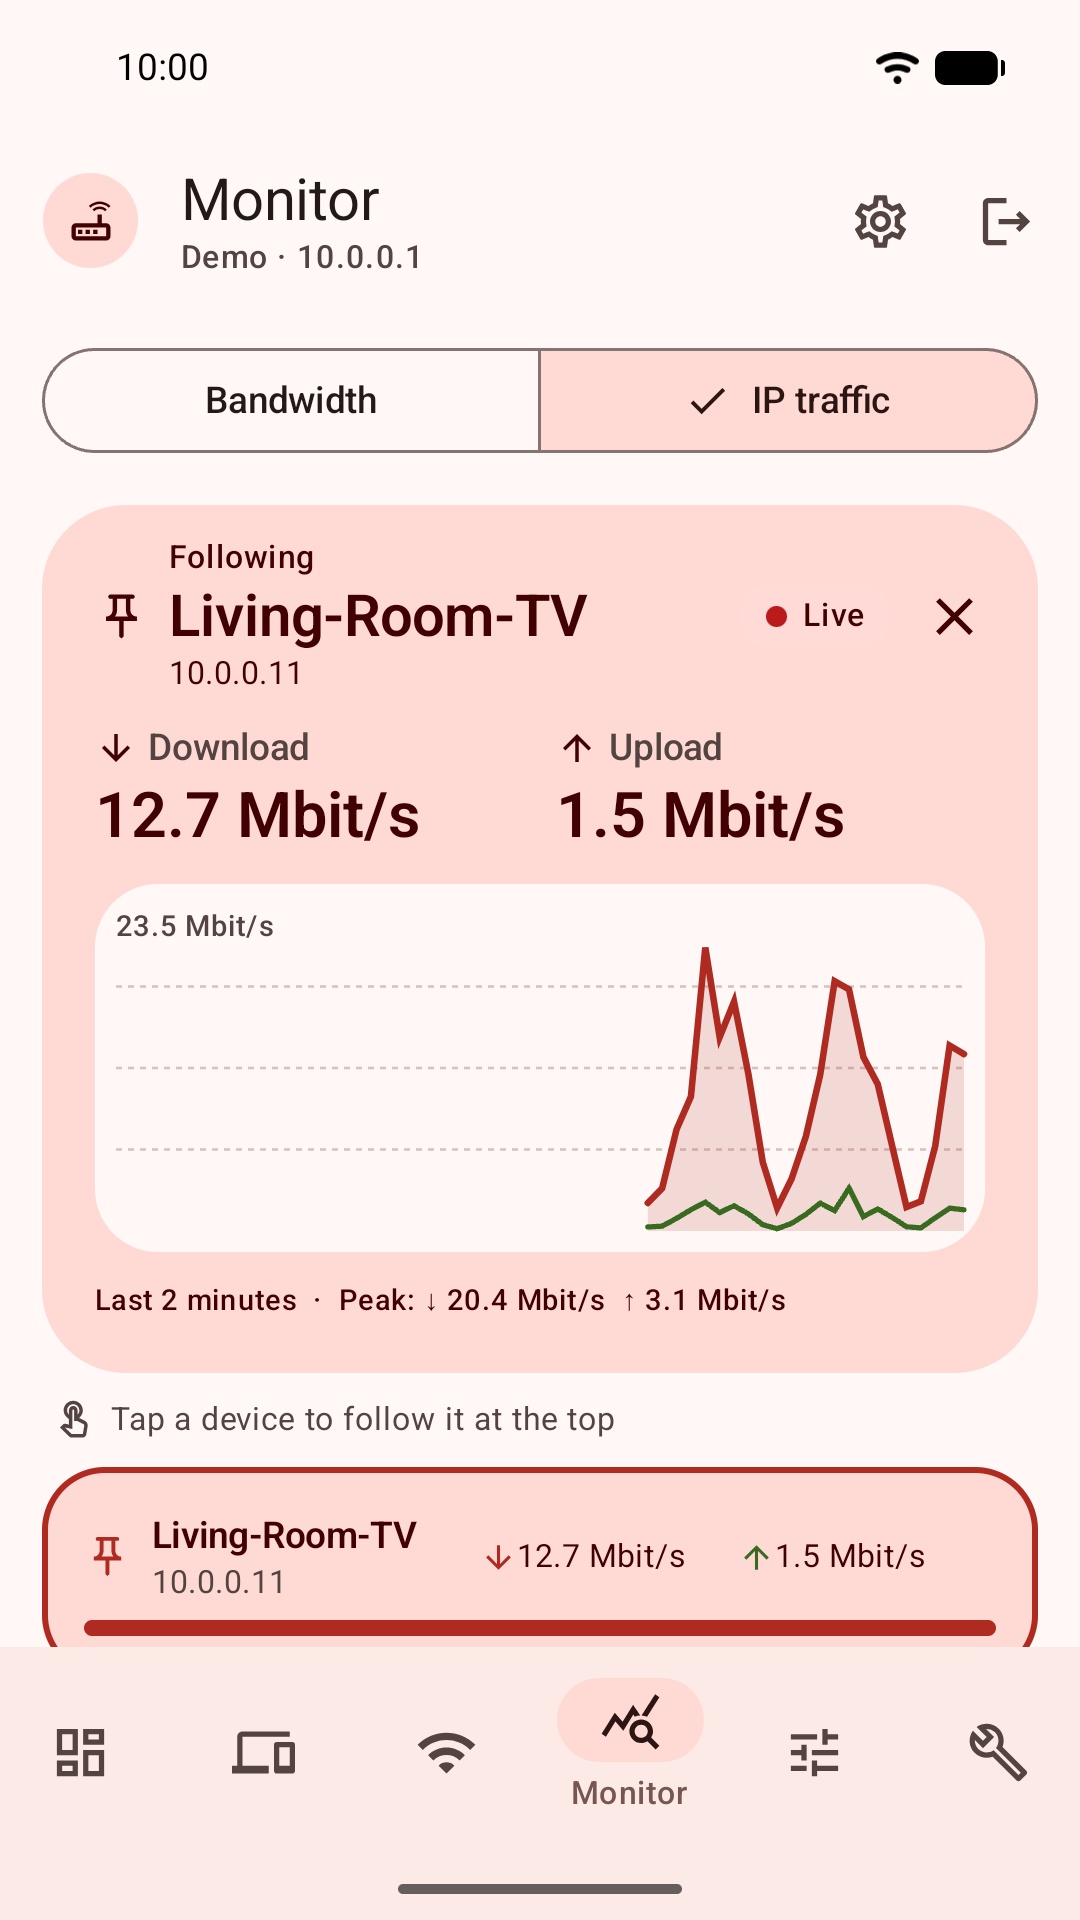 10:00
Monitor
Demo · 10.0.0.1
Bandwidth
IP traffic
Following
Living-Room-TV
Live
10.0.0.11
↓ Download
↑ Upload
12.7 Mbit/s
1.5 Mbit/s
23.5 Mbit/s
Last 2 minutes · Peak: ↓ 20.4 Mbit/s ↑ 3.1 Mbit/s
Tap a device to follow it at the top
Living-Room-TV
10.0.0.11
↓ 12.7 Mbit/s
↑ 1.5 Mbit/s
Monitor